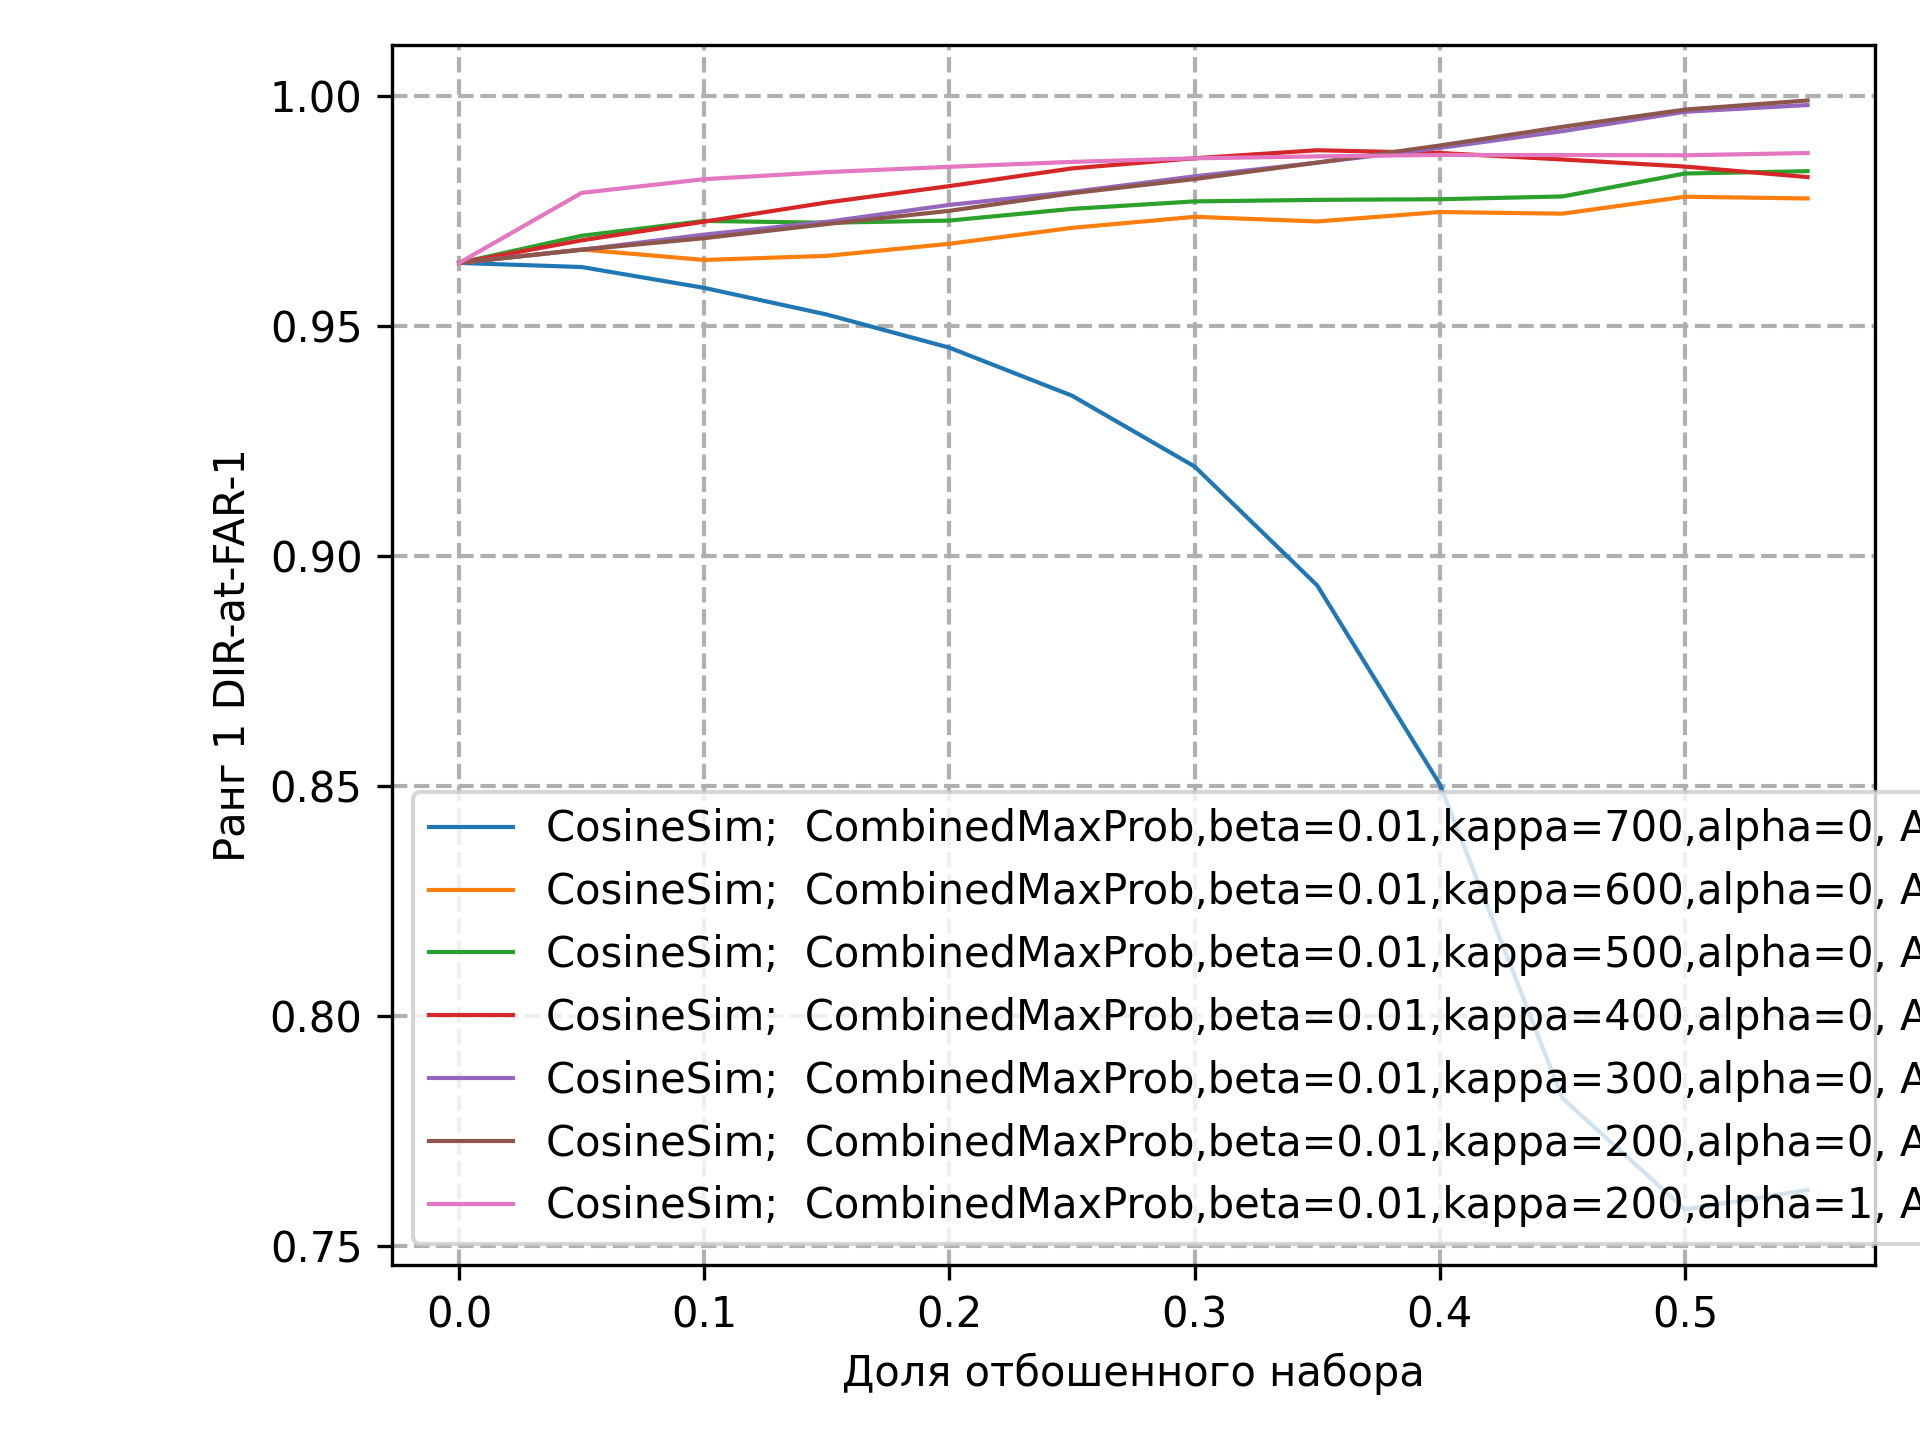 1.00
0.95
0.90
0.85
0.80
0.75
Ранг 1 DIR-at-FAR-1
CosineSim;  CombinedMaxProb,beta=0.01,kappa=700,alpha=0, A
CosineSim;  CombinedMaxProb,beta=0.01,kappa=600,alpha=0, A
CosineSim;  CombinedMaxProb,beta=0.01,kappa=500,alpha=0, A
CosineSim;  CombinedMaxProb,beta=0.01,kappa=400,alpha=0, A
CosineSim;  CombinedMaxProb,beta=0.01,kappa=300,alpha=0, A
CosineSim;  CombinedMaxProb,beta=0.01,kappa=200,alpha=0, A
CosineSim;  CombinedMaxProb,beta=0.01,kappa=200,alpha=1, A
0.0 0.1 0.2 0.3 0.4 0.5
Доля отбошенного набора